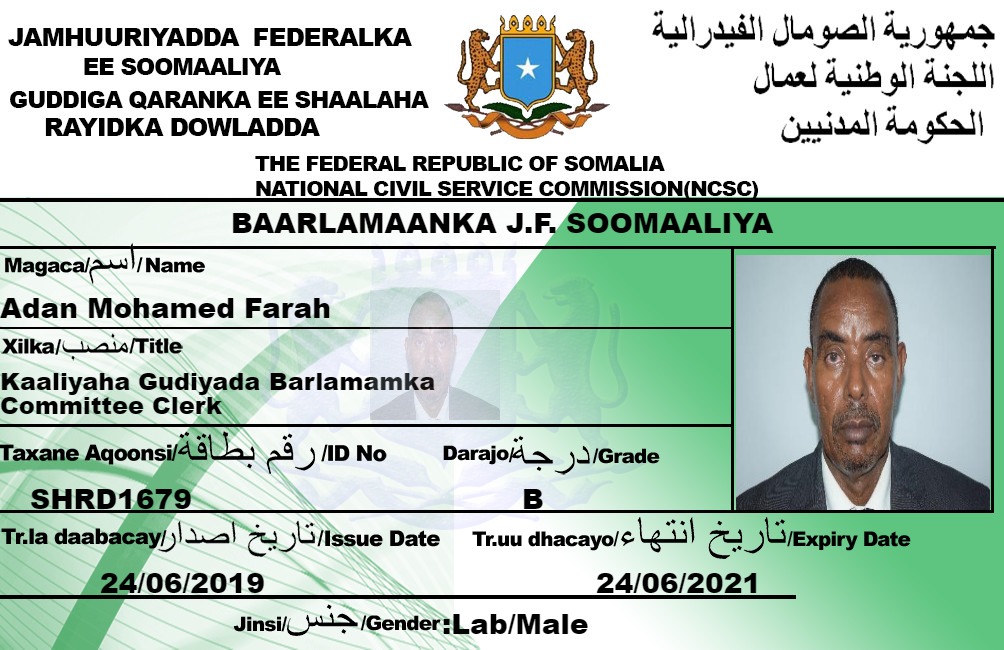 JAMHUURIYADDA FEDERALKA
EE SOOMAALIYA
GUDDIGA QARANKA EE SHAALAHA
RAYIDKA DOWLADDA
جمهورية الصومال الفيدرالية
اللجنة الوطنية لعمال
الحكومة المدنيين
THE FEDERAL REPUBLIC OF SOMALIA
NATIONAL CIVIL SERVICE COMMISSION(NCSC)
BAARLAMAANKA J.F. SOOMAALIYA
Magaca/اسم/Name
Adan Mohamed Farah
Xilka/منصب/Title
Kaaliyaha Gudiyada Barlamamka
Committee Clerk
Taxane Aqoonsi/رقم بطاقة/ID No Darajo/درجة/Grade
SHRD1679 B
Tr.la daabacay/تاريخ اصدار/Issue Date Tr.uu dhacayo/تاريخ انتهاء/Expiry Date
24/06/2019 24/06/2021
Jinsi/جنس/Gender:Lab/Male